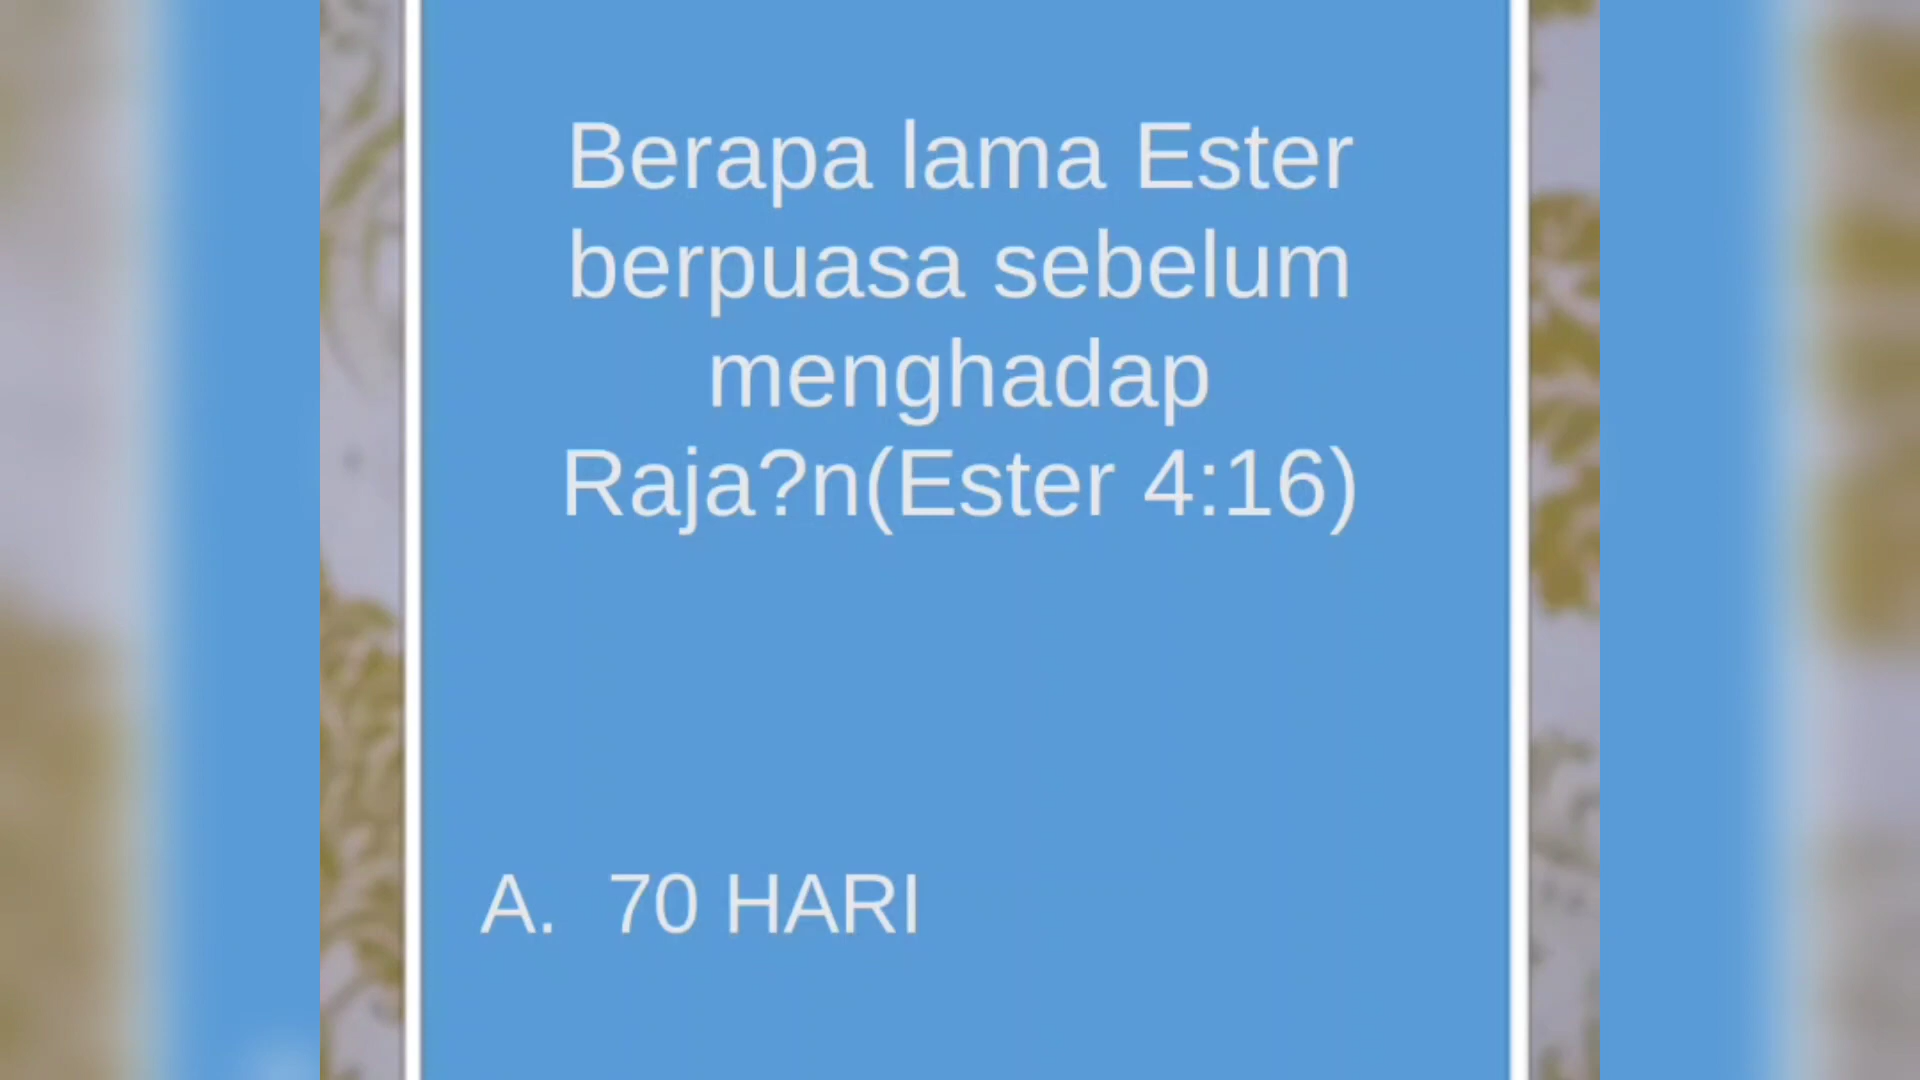 Berapa lama Ester
berpuasa sebelum
menghadap
Raja?n(Ester 4:16)
A. 70 HARI